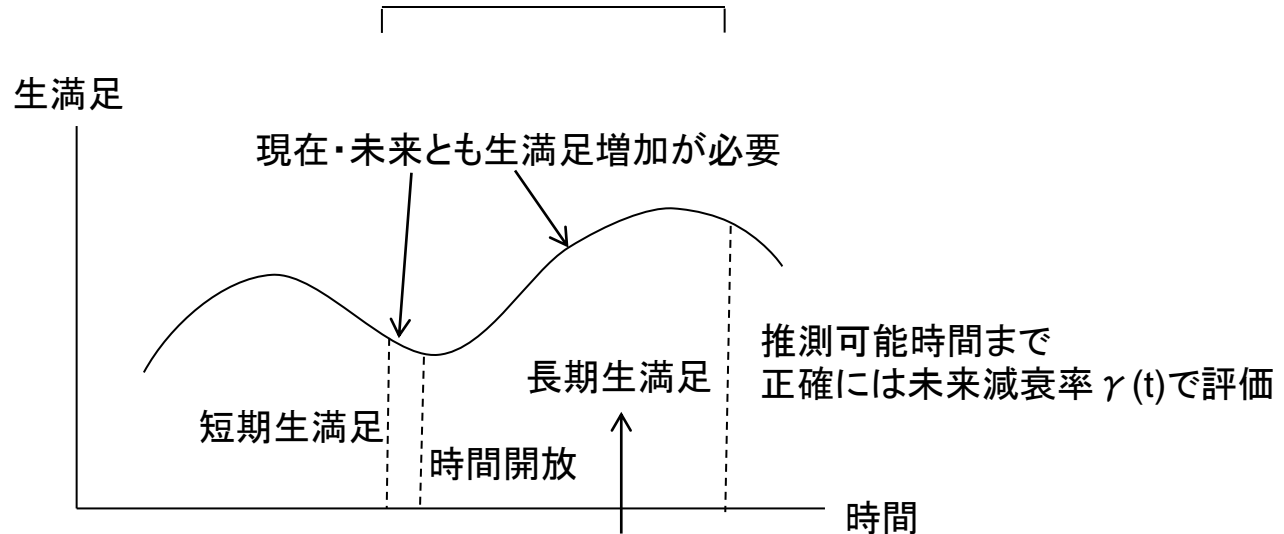 生満足
現在・未来とも生満足増加が必要
推測可能時間まで
正確には未来減衰率γ(t)で評価
長期生満足
短期生満足
時間開放
時間